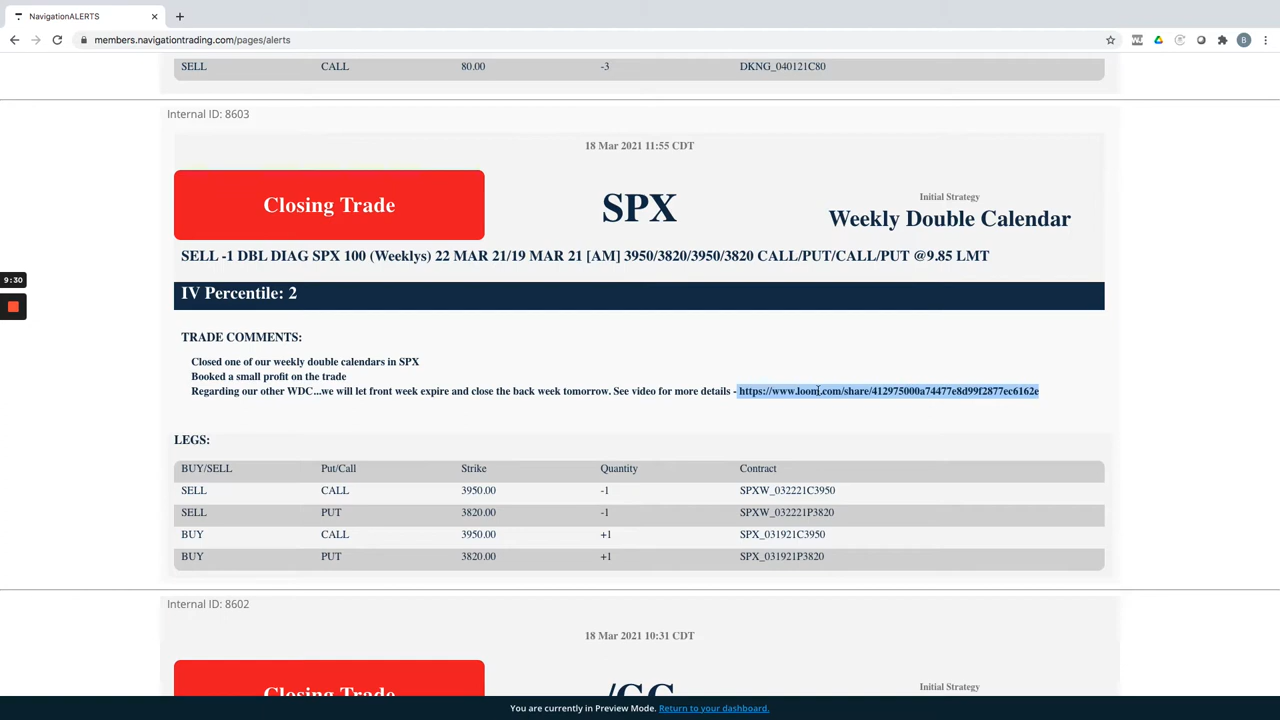 NavigationALERTS
members.navigationtrading.com/pages/alerts
B
SELL CALL 80.00 -3 DKNG_040121C80
Internal ID: 8603
18 Mar 2021 11:55 CDT
Closing Trade
SPX
Initial Strategy
Weekly Double Calendar
SELL -1 DBL DIAG SPX 100 (Weeklys) 22 MAR 21/19 MAR 21 [AM] 3950/3820/3950/3820 CALL/PUT/CALL/PUT @9.85 LMT
9:30
IV Percentile: 2
TRADE COMMENTS:
Closed one of our weekly double calendars in SPX
Booked a small profit on the trade
Regarding our other WDC...we will let front week expire and close the back week tomorrow. See video for more details - https://www.loom.com/share/412975000a74477e8d99f2877ec6162e
LEGS:
BUY/SELL Put/Call Strike Quantity Contract
SELL CALL 3950.00 -1 SPXW_032221C3950
SELL PUT 3820.00 -1 SPXW_032221P3820
BUY CALL 3950.00 +1 SPX_031921C3950
BUY PUT 3820.00 +1 SPX_031921P3820
Internal ID: 8602
18 Mar 2021 10:31 CDT
Closing Trade
/GC
Initial Strategy
You are currently in Preview Mode. Return to your dashboard.